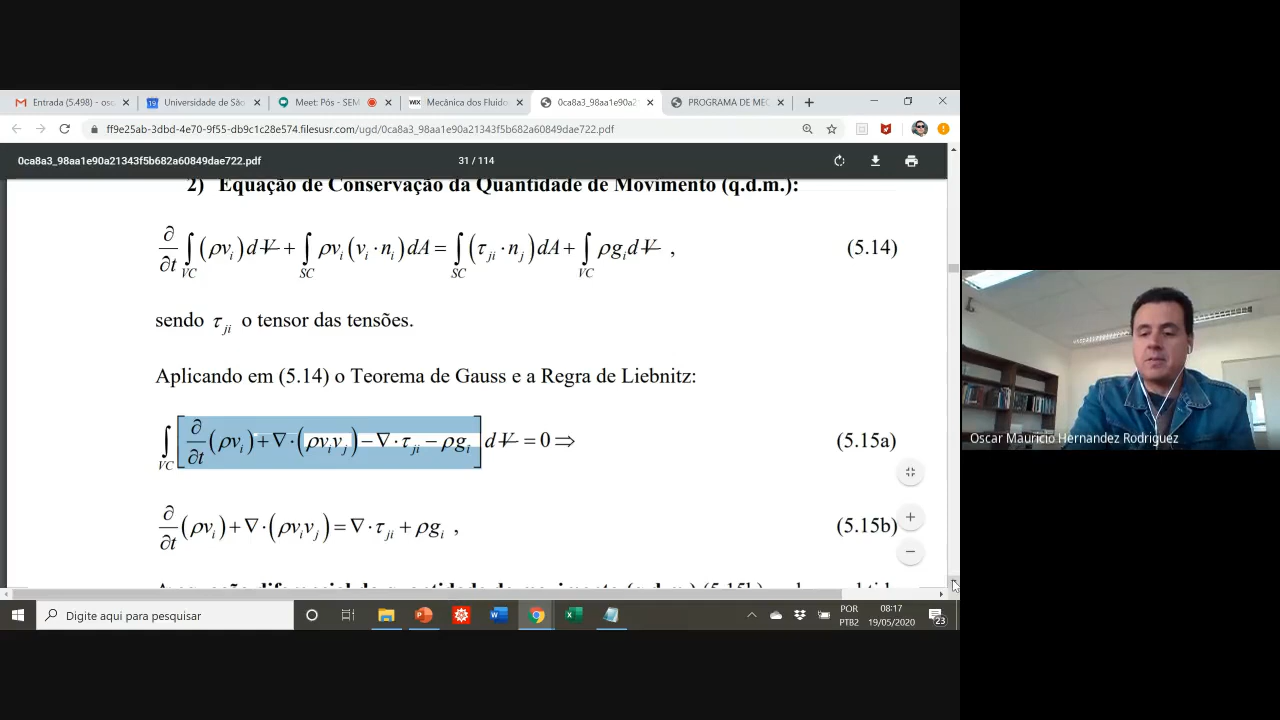 Entrada (5.498) - os
Universidade de São
Meet: Pós - SEM
Mecânica dos Fluido
0ca8a3_98aa1e90a2
PROGRAMA DE MEC
ff9e25ab-3dbd-4e70-9f55-d69c1c28e574.filesusr.com/ugd/0ca8a3_98aa1e90a21343f5b682a60849dae722.pdf
0ca8a3_98aa1e90a21343f5b682a60849dae722.pdf
31 / 114
2) Equação de Conservação da Quantidade de Movimento (q.d.m.):
∂/∂t ∫_VC (ρv_i) dV + ∫_SC ρv_i (v_i · n_i) dA = ∫_SC (τ_ji · n_j) dA + ∫_VC ρg_i dV , (5.14)
sendo τ_ji o tensor das tensões.
Aplicando em (5.14) o Teorema de Gauss e a Regra de Liebnitz:
∫_VC [∂/∂t (ρv_i) + ∇ · (ρv_i v_j) − ∇ · τ_ji − ρg_i] dV = 0 ⇒ (5.15a)
∂/∂t (ρv_i) + ∇ · (ρv_i v_j) = ∇ · τ_ji + ρg_i , (5.15b)
Oscar Mauricio Hernandez Rodriguez
Digite aqui para pesquisar
POR
PTB2
08:17
19/05/2020
23